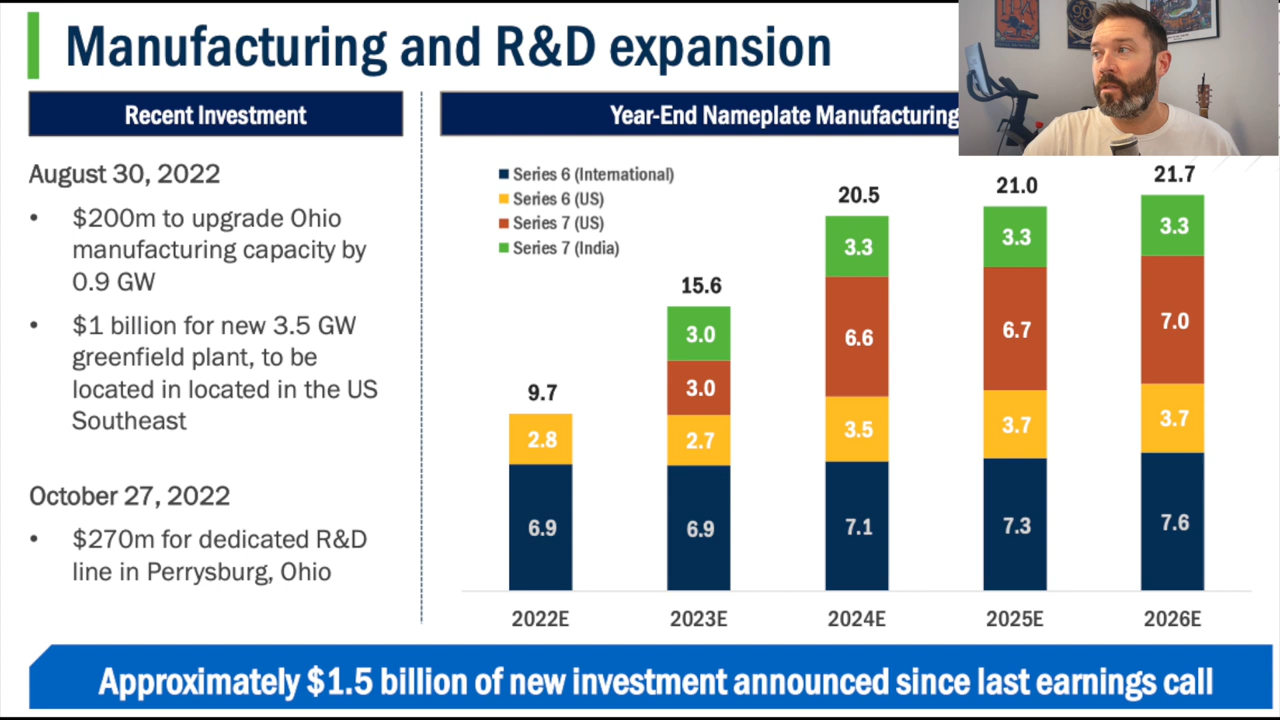 Manufacturing and R&D expansion
Recent Investment
August 30, 2022
• $200m to upgrade Ohio
manufacturing capacity by
0.9 GW
• $1 billion for new 3.5 GW
greenfield plant, to be
located in located in the US
Southeast
October 27, 2022
• $270m for dedicated R&D
line in Perrysburg, Ohio
Year-End Nameplate Manufacturing
Series 6 (International)
Series 6 (US)
Series 7 (US)
Series 7 (India)
9.7
2.8
6.9
2022E
15.6
3.0
3.0
2.7
6.9
2023E
20.5
3.3
6.6
3.5
7.1
2024E
21.0
3.3
6.7
3.7
7.3
2025E
21.7
3.3
7.0
3.7
7.6
2026E
Approximately $1.5 billion of new investment announced since last earnings call